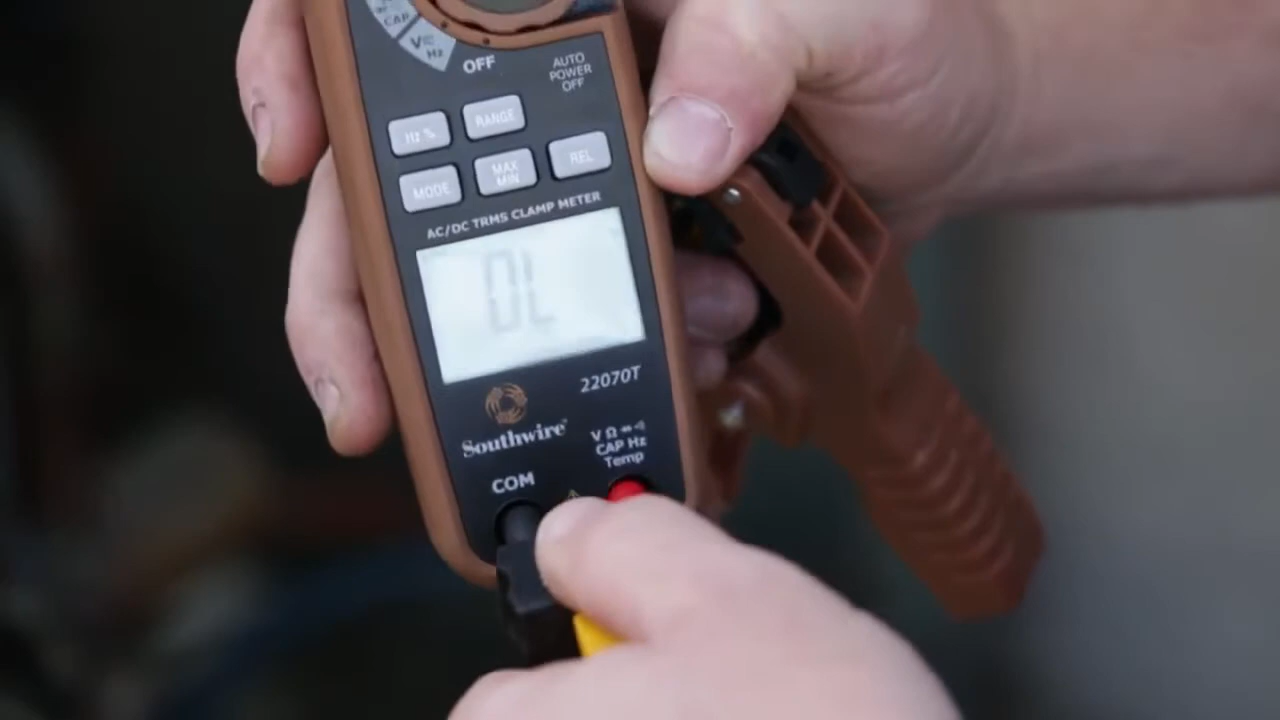 CAP
V Hz
OFF
AUTO
POWER
OFF
Hz %
RANGE
MODE
MAX
MIN
REL
AC/DC TRMS CLAMP METER
OL
22070T
Southwire
V Ω
CAP Hz
Temp
COM